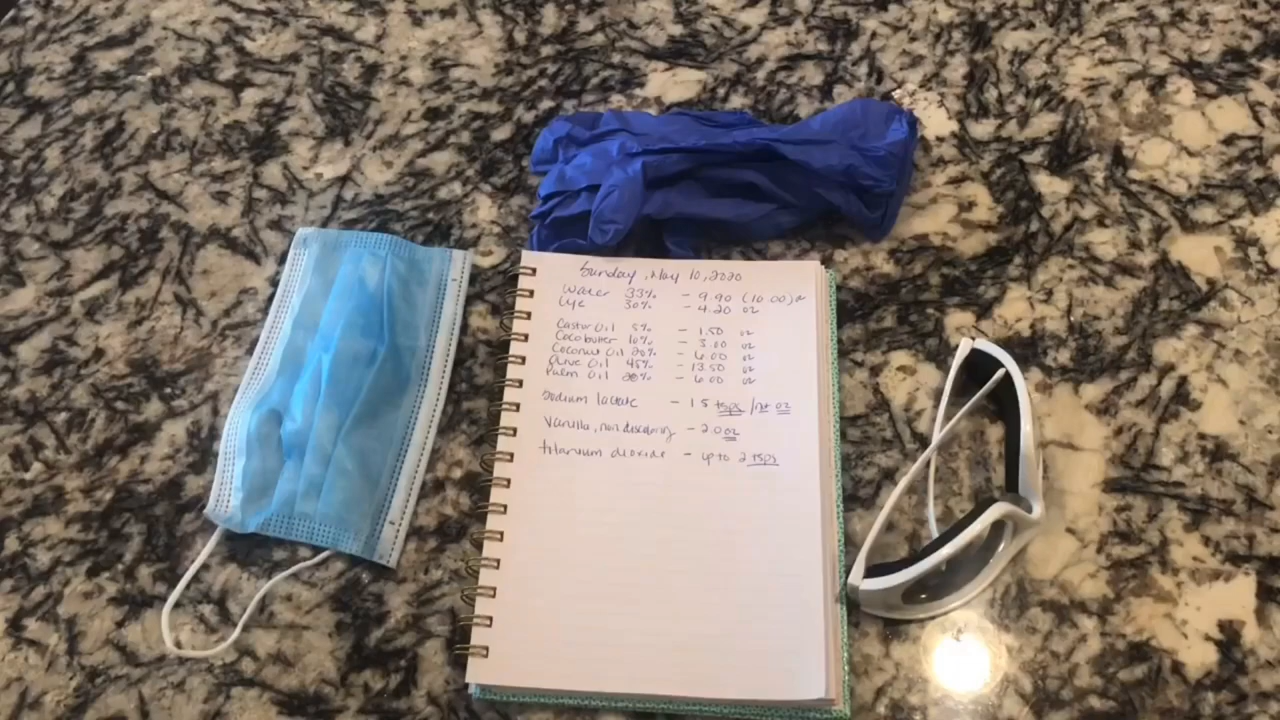 Sunday, May 10, 2020
Water 33% - 9.90 (10.00) oz
Lye 30% - 4.20 oz
Castor Oil 5% - 1.50 oz
Cocobutter 10% - 3.00 oz
Coconut Oil 20% - 6.00 oz
Olive Oil 45% - 13.50 oz
Palm Oil 20% - 6.00 oz
Sodium lactate - 1.5 tsps / not oz
Vanilla, non discoloring - 2.0 oz
titanium dioxide - up to 2 tsps